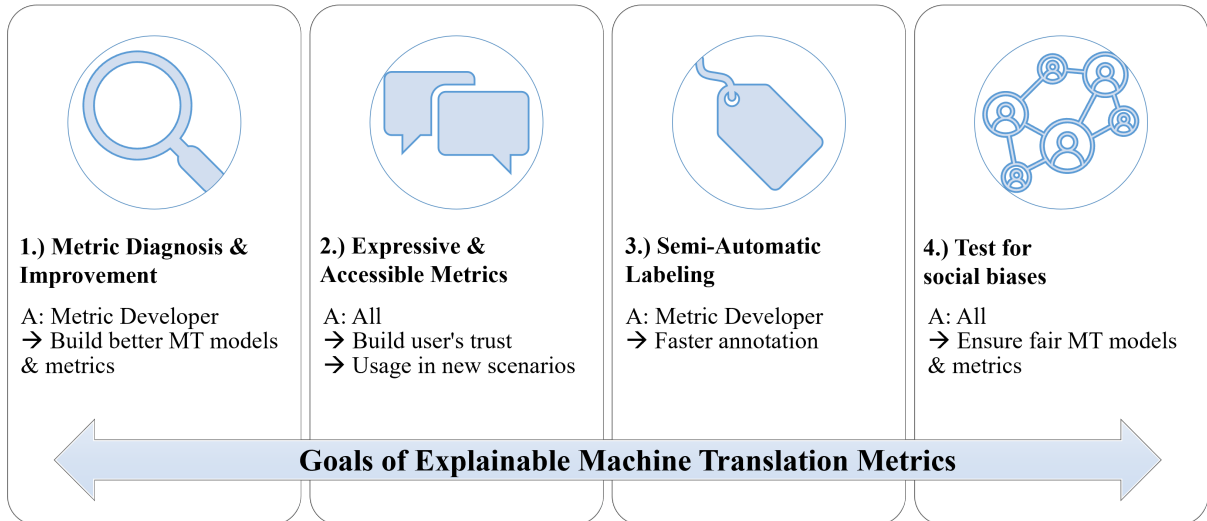 1.) Metric Diagnosis &
Improvement
A: Metric Developer
→ Build better MT models
& metrics
2.) Expressive &
Accessible Metrics
A: All
→ Build user's trust
→ Usage in new scenarios
3.) Semi-Automatic
Labeling
A: Metric Developer
→ Faster annotation
4.) Test for
social biases
A: All
→ Ensure fair MT models
& metrics
Goals of Explainable Machine Translation Metrics